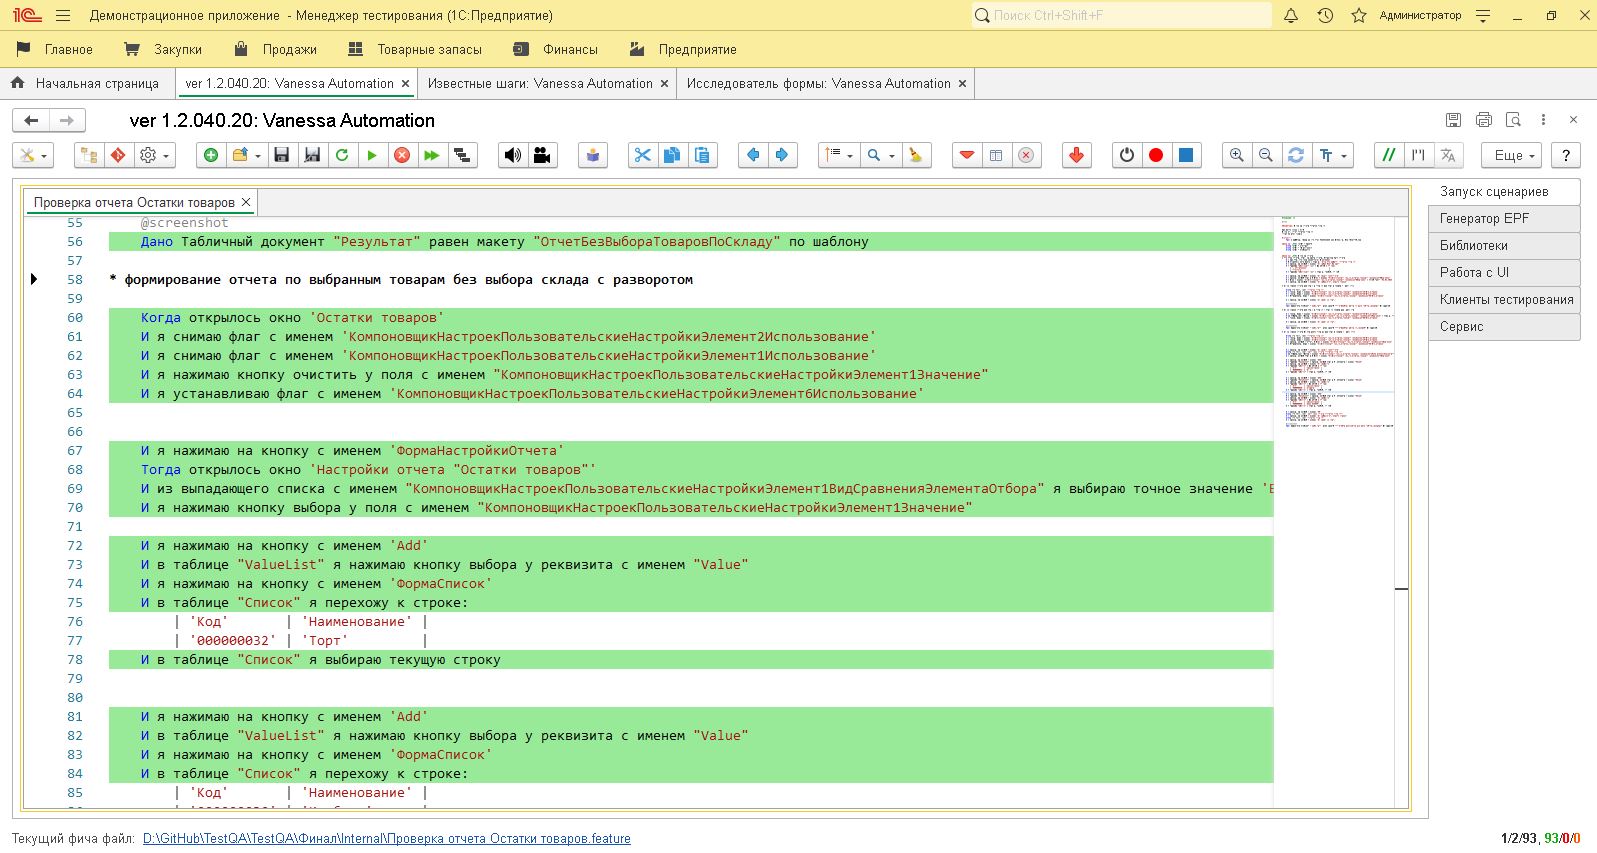 1С Демонстрационное приложение - Менеджер тестирования (1С:Предприятие) Поиск Ctrl+Shift+F Администратор
Главное Закупки Продажи Товарные запасы Финансы Предприятие
Начальная страница ver 1.2.040.20: Vanessa Automation × Известные шаги: Vanessa Automation × Исследователь формы: Vanessa Automation ×
ver 1.2.040.20: Vanessa Automation
Еще ?
Проверка отчета Остатки товаров ×
55 @screenshot
56 Дано Табличный документ "Результат" равен макету "ОтчетБезВыбораТоваровПоСкладу" по шаблону
57
58 * формирование отчета по выбранным товарам без выбора склада с разворотом
59
60 Когда открылось окно 'Остатки товаров'
61 И я снимаю флаг с именем 'КомпоновщикНастроекПользовательскиеНастройкиЭлемент2Использование'
62 И я снимаю флаг с именем 'КомпоновщикНастроекПользовательскиеНастройкиЭлемент1Использование'
63 И я нажимаю кнопку очистить у поля с именем "КомпоновщикНастроекПользовательскиеНастройкиЭлемент1Значение"
64 И я устанавливаю флаг с именем 'КомпоновщикНастроекПользовательскиеНастройкиЭлемент6Использование'
65
66
67 И я нажимаю на кнопку с именем 'ФормаНастройкиОтчета'
68 Тогда открылось окно 'Настройки отчета "Остатки товаров"'
69 И из выпадающего списка с именем "КомпоновщикНастроекПользовательскиеНастройкиЭлемент1ВидСравненияЭлементаОтбора" я выбираю точное значение '
70 И я нажимаю кнопку выбора у поля с именем "КомпоновщикНастроекПользовательскиеНастройкиЭлемент1Значение"
71
72 И я нажимаю на кнопку с именем 'Add'
73 И в таблице "ValueList" я нажимаю кнопку выбора у реквизита с именем "Value"
74 И я нажимаю на кнопку с именем 'ФормаСписок'
75 И в таблице "Список" я перехожу к строке:
76 | 'Код' | 'Наименование' |
77 | '000000032' | 'Торт' |
78 И в таблице "Список" я выбираю текущую строку
79
80
81 И я нажимаю на кнопку с именем 'Add'
82 И в таблице "ValueList" я нажимаю кнопку выбора у реквизита с именем "Value"
83 И я нажимаю на кнопку с именем 'ФормаСписок'
84 И в таблице "Список" я перехожу к строке:
85 | 'Код' | 'Наименование' |
Запуск сценариев
Генератор EPF
Библиотеки
Работа с UI
Клиенты тестирования
Сервис
Текущий фича файл: D:\GitHub\TestQA\TestQA\Финал\Internal\Проверка отчета Остатки товаров.feature 1/2/93, 93/0/0